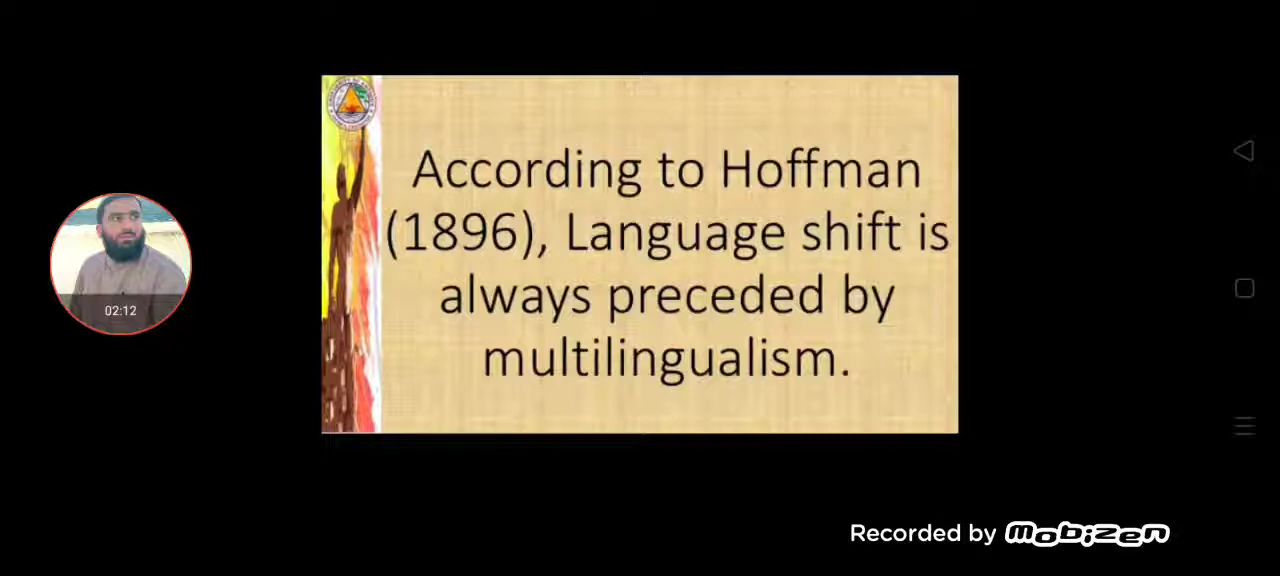 According to Hoffman
(1896), Language shift is
always preceded by
multilingualism.
02:12
Recorded by Mobizen